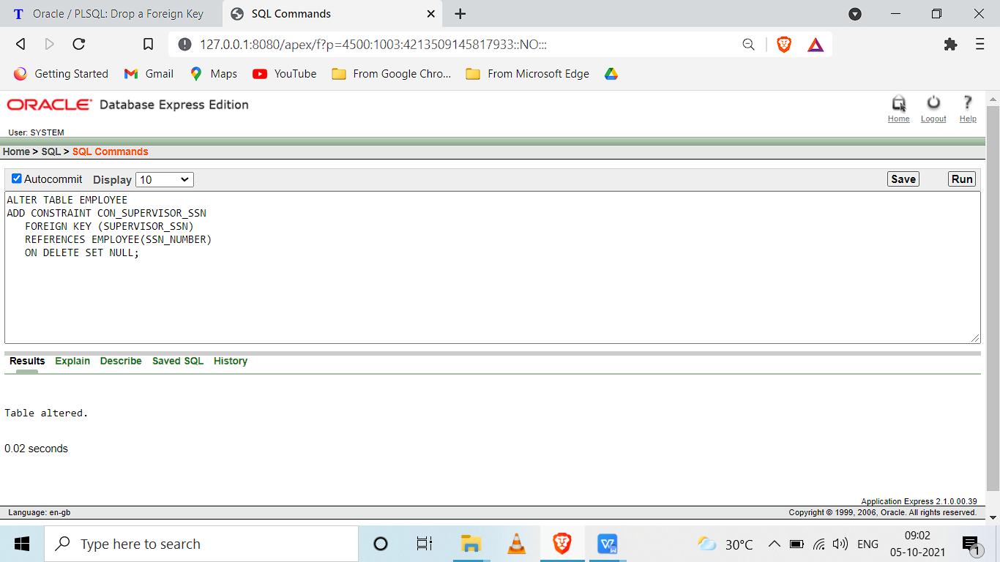 T Oracle / PLSQL: Drop a Foreign Key
SQL Commands
127.0.0.1:8080/apex/f?p=4500:1003:4213509145817933::NO:::
Getting Started Gmail Maps YouTube From Google Chro... From Microsoft Edge
ORACLE Database Express Edition
Home Logout Help
User: SYSTEM
Home > SQL > SQL Commands
Autocommit Display 10 Save Run
ALTER TABLE EMPLOYEE
ADD CONSTRAINT CON_SUPERVISOR_SSN
FOREIGN KEY (SUPERVISOR_SSN)
REFERENCES EMPLOYEE(SSN_NUMBER)
ON DELETE SET NULL;
Results Explain Describe Saved SQL History
Table altered.
0.02 seconds
Application Express 2.1.0.00.39
Language: en-gb Copyright © 1999, 2006, Oracle. All rights reserved.
Type here to search 30°C ENG 09:02
05-10-2021 1